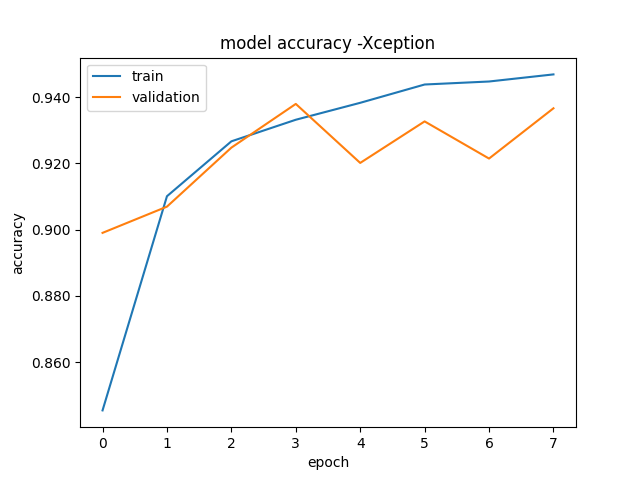 model accuracy -Xception
train
validation
0.940
0.920
0.900
0.880
0.860
accuracy
0 1 2 3 4 5 6 7
epoch